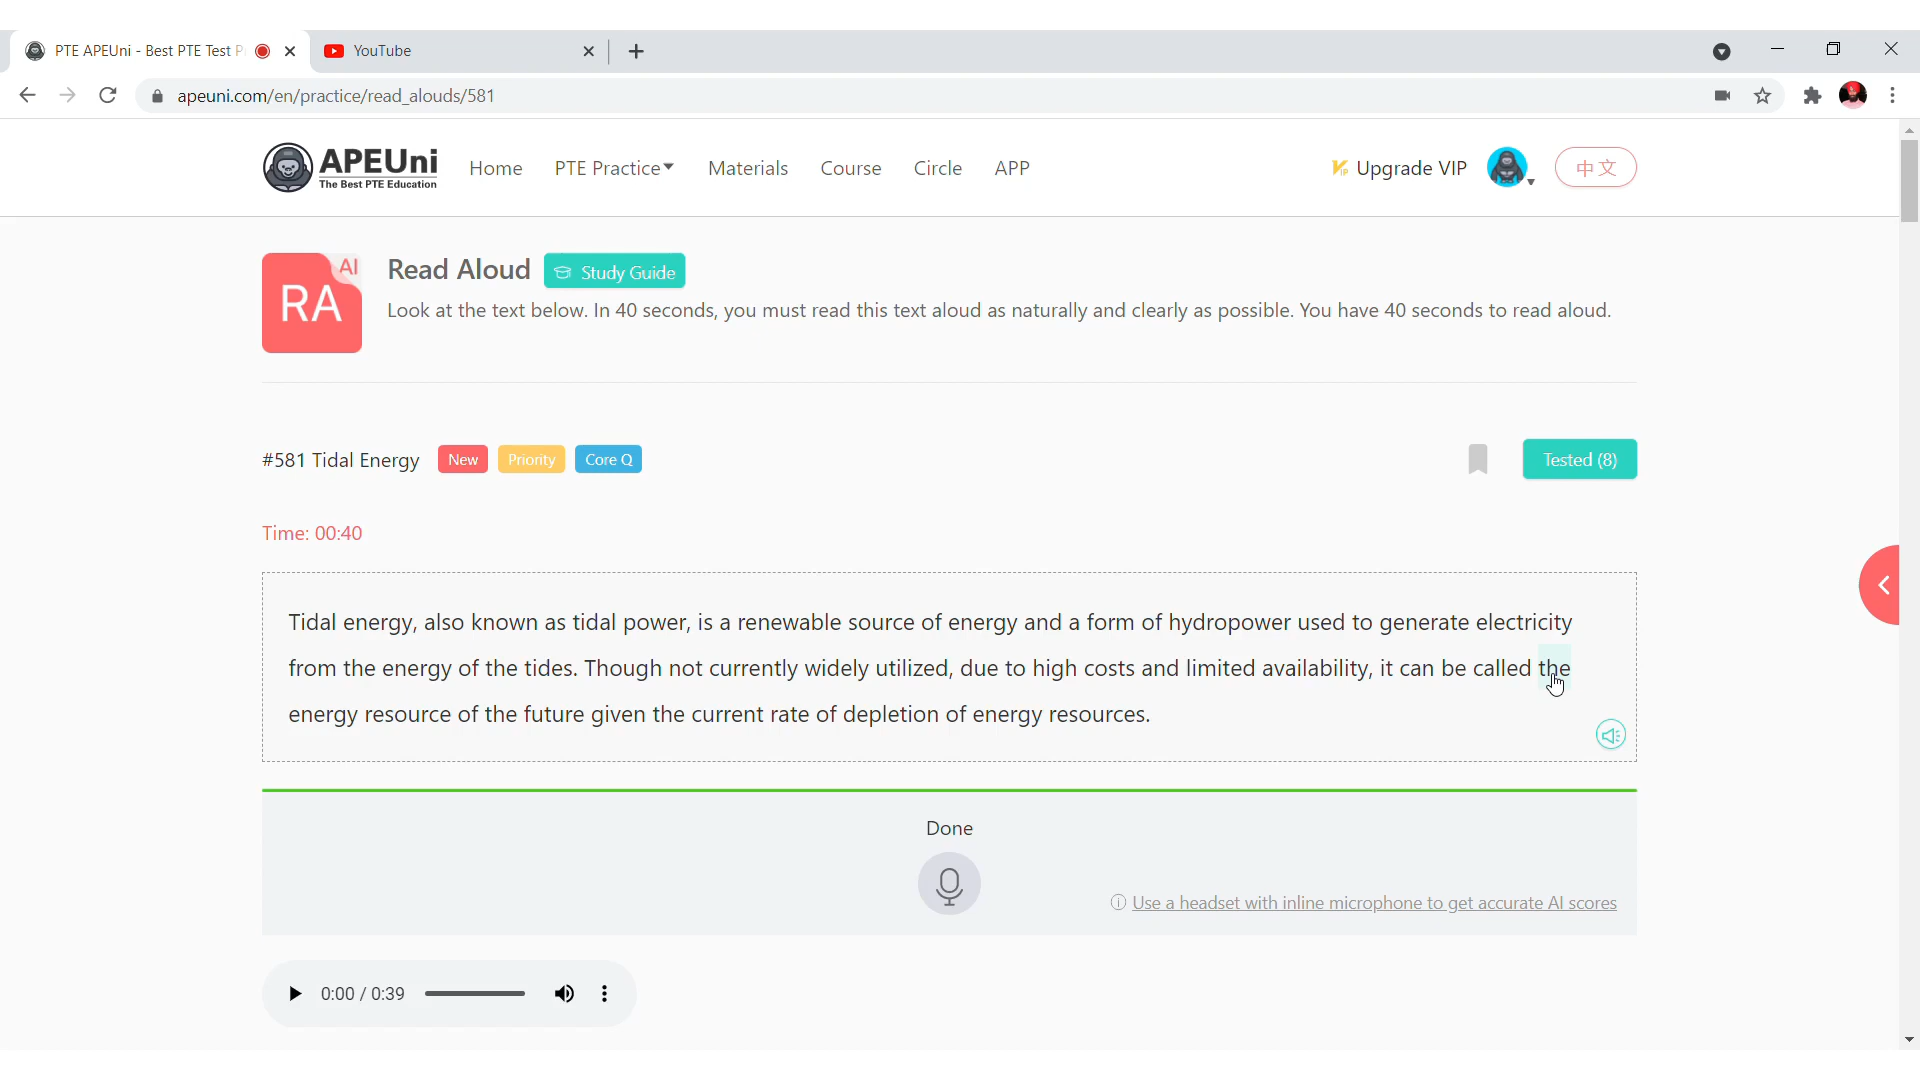 PTE APEUni - Best PTE Test P
YouTube
apeuni.com/en/practice/read_alouds/581
APEUni
The Best PTE Education
Home
PTE Practice
Materials
Course
Circle
APP
Upgrade VIP
中文
RA
AI
Read Aloud
Study Guide
Look at the text below. In 40 seconds, you must read this text aloud as naturally and clearly as possible. You have 40 seconds to read aloud.
#581 Tidal Energy
New
Priority
Core Q
Tested (8)
Time: 00:40
Tidal energy, also known as tidal power, is a renewable source of energy and a form of hydropower used to generate electricity
from the energy of the tides. Though not currently widely utilized, due to high costs and limited availability, it can be called the
energy resource of the future given the current rate of depletion of energy resources.
Done
Use a headset with inline microphone to get accurate AI scores
0:00 / 0:39